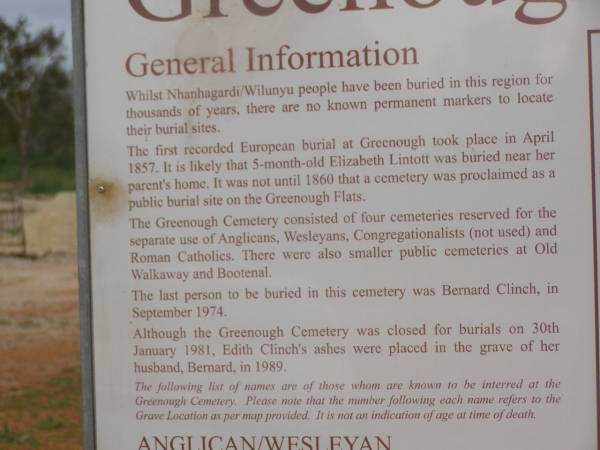 Greenoug
General Information
Whilst Nhanhagardi/Wilunyu people have been buried in this region for
thousands of years, there are no known permanent markers to locate
their burial sites.
The first recorded European burial at Greenough took place in April
1857. It is likely that 5-month-old Elizabeth Lintott was buried near her
parent's home. It was not until 1860 that a cemetery was proclaimed as a
public burial site on the Greenough Flats.
The Greenough Cemetery consisted of four cemeteries reserved for the
separate use of Anglicans, Wesleyans, Congregationalists (not used) and
Roman Catholics. There were also smaller public cemeteries at Old
Walkaway and Bootenal.
The last person to be buried in this cemetery was Bernard Clinch, in
September 1974.
Although the Greenough Cemetery was closed for burials on 30th
January 1981, Edith Clinch's ashes were placed in the grave of her
husband, Bernard, in 1989.
The following list of names are of those whom are known to be interred at the
Greenough Cemetery. Please note that the number following each name refers to the
Grave Location as per map provided. It is not an indication of age at time of death.
ANGLICAN/WESLEYAN